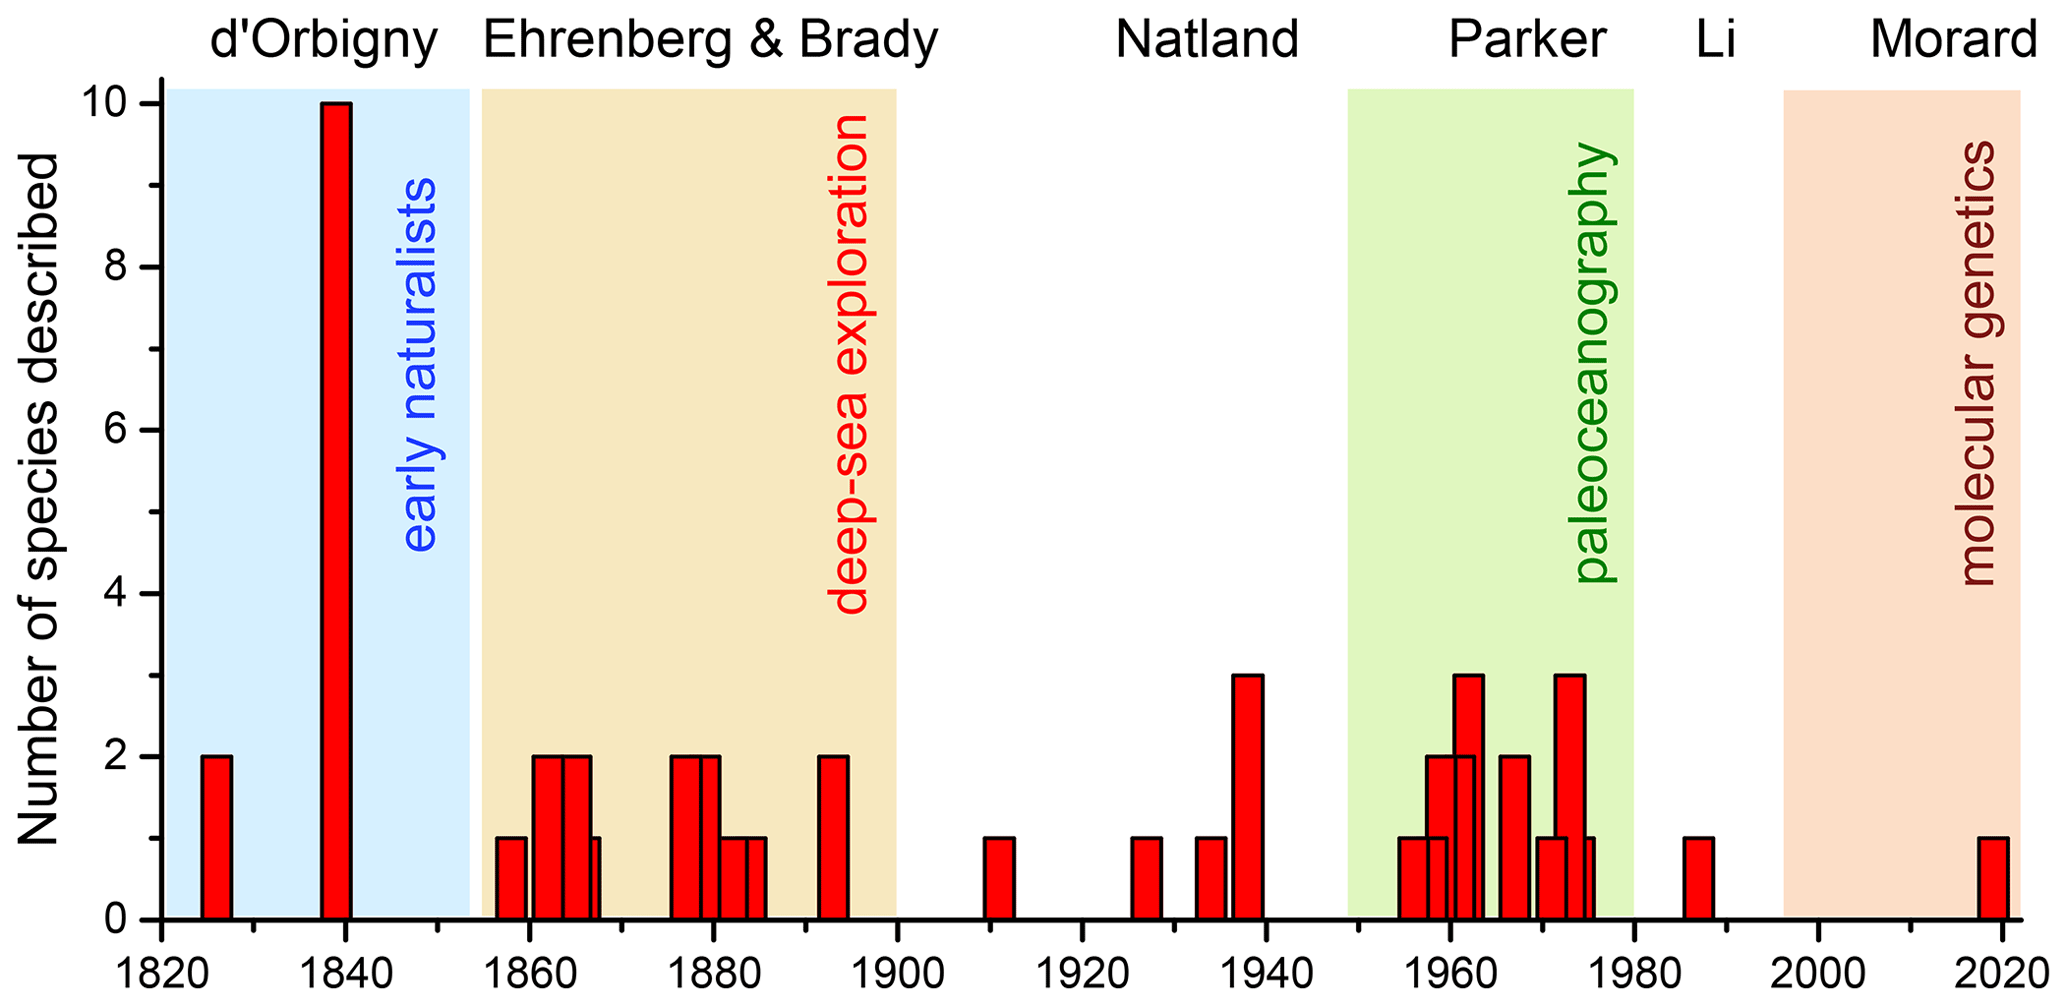 d'Orbigny Ehrenberg & Brady Natland Parker Li Morard
Number of species described
10
8
6
4
2
0
early naturalists
deep-sea exploration
paleoceanography
molecular genetics
1820 1840 1860 1880 1900 1920 1940 1960 1980 2000 2020